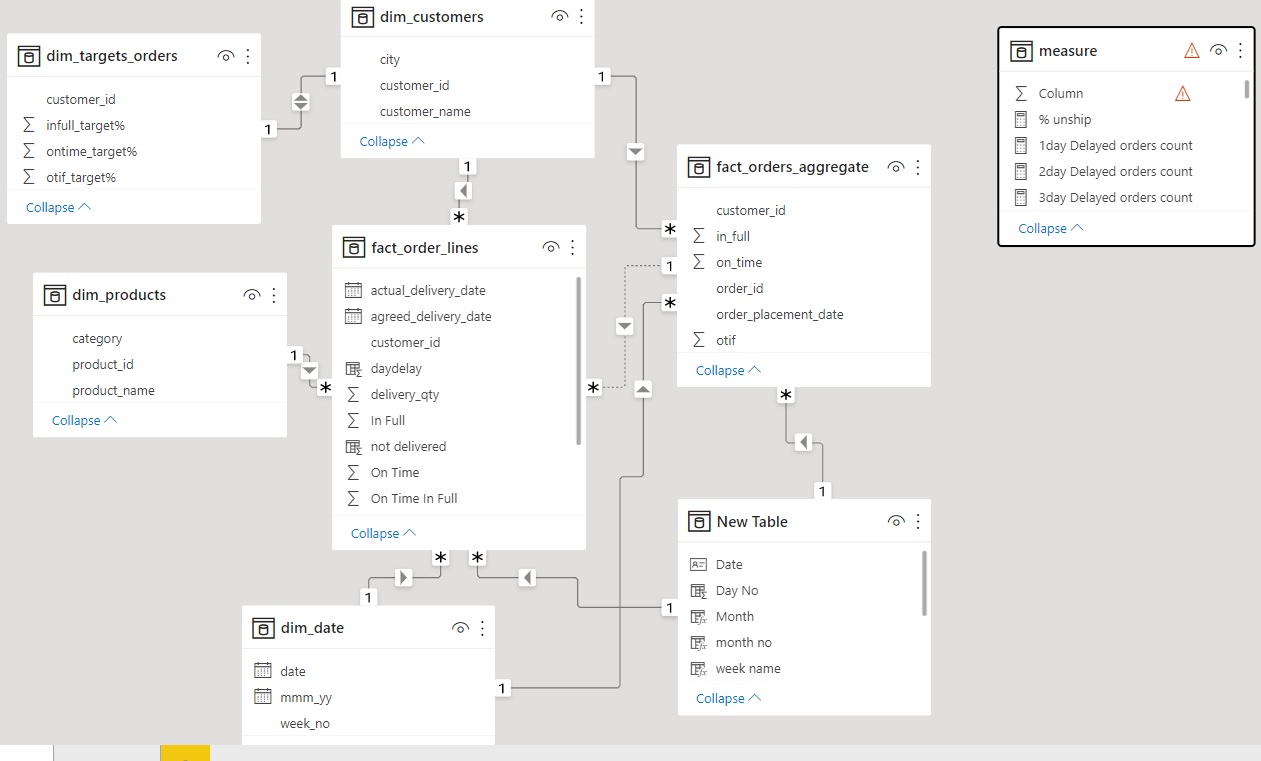 dim_targets_orders
customer_id
infull_target%
ontime_target%
otif_target%
Collapse
dim_customers
city
customer_id
customer_name
Collapse
measure
Column
% unship
1day Delayed orders count
2day Delayed orders count
3day Delayed orders count
Collapse
fact_orders_aggregate
customer_id
in_full
on_time
order_id
order_placement_date
otif
Collapse
fact_order_lines
actual_delivery_date
agreed_delivery_date
customer_id
daydelay
delivery_qty
In Full
not delivered
On Time
On Time In Full
Collapse
dim_products
category
product_id
product_name
Collapse
New Table
Date
Day No
Month
month no
week name
Collapse
dim_date
date
mmm_yy
week_no
1
1
1
*
1
*
1
*
1
*
*
*
1
*
1
*
1
1